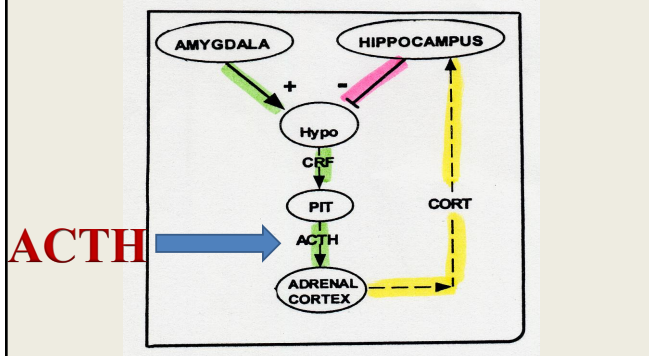 AMYGDALA
HIPPOCAMPUS
+
-
Hypo
CRF
PIT
CORT
ACTH
ACTH
ADRENAL
CORTEX